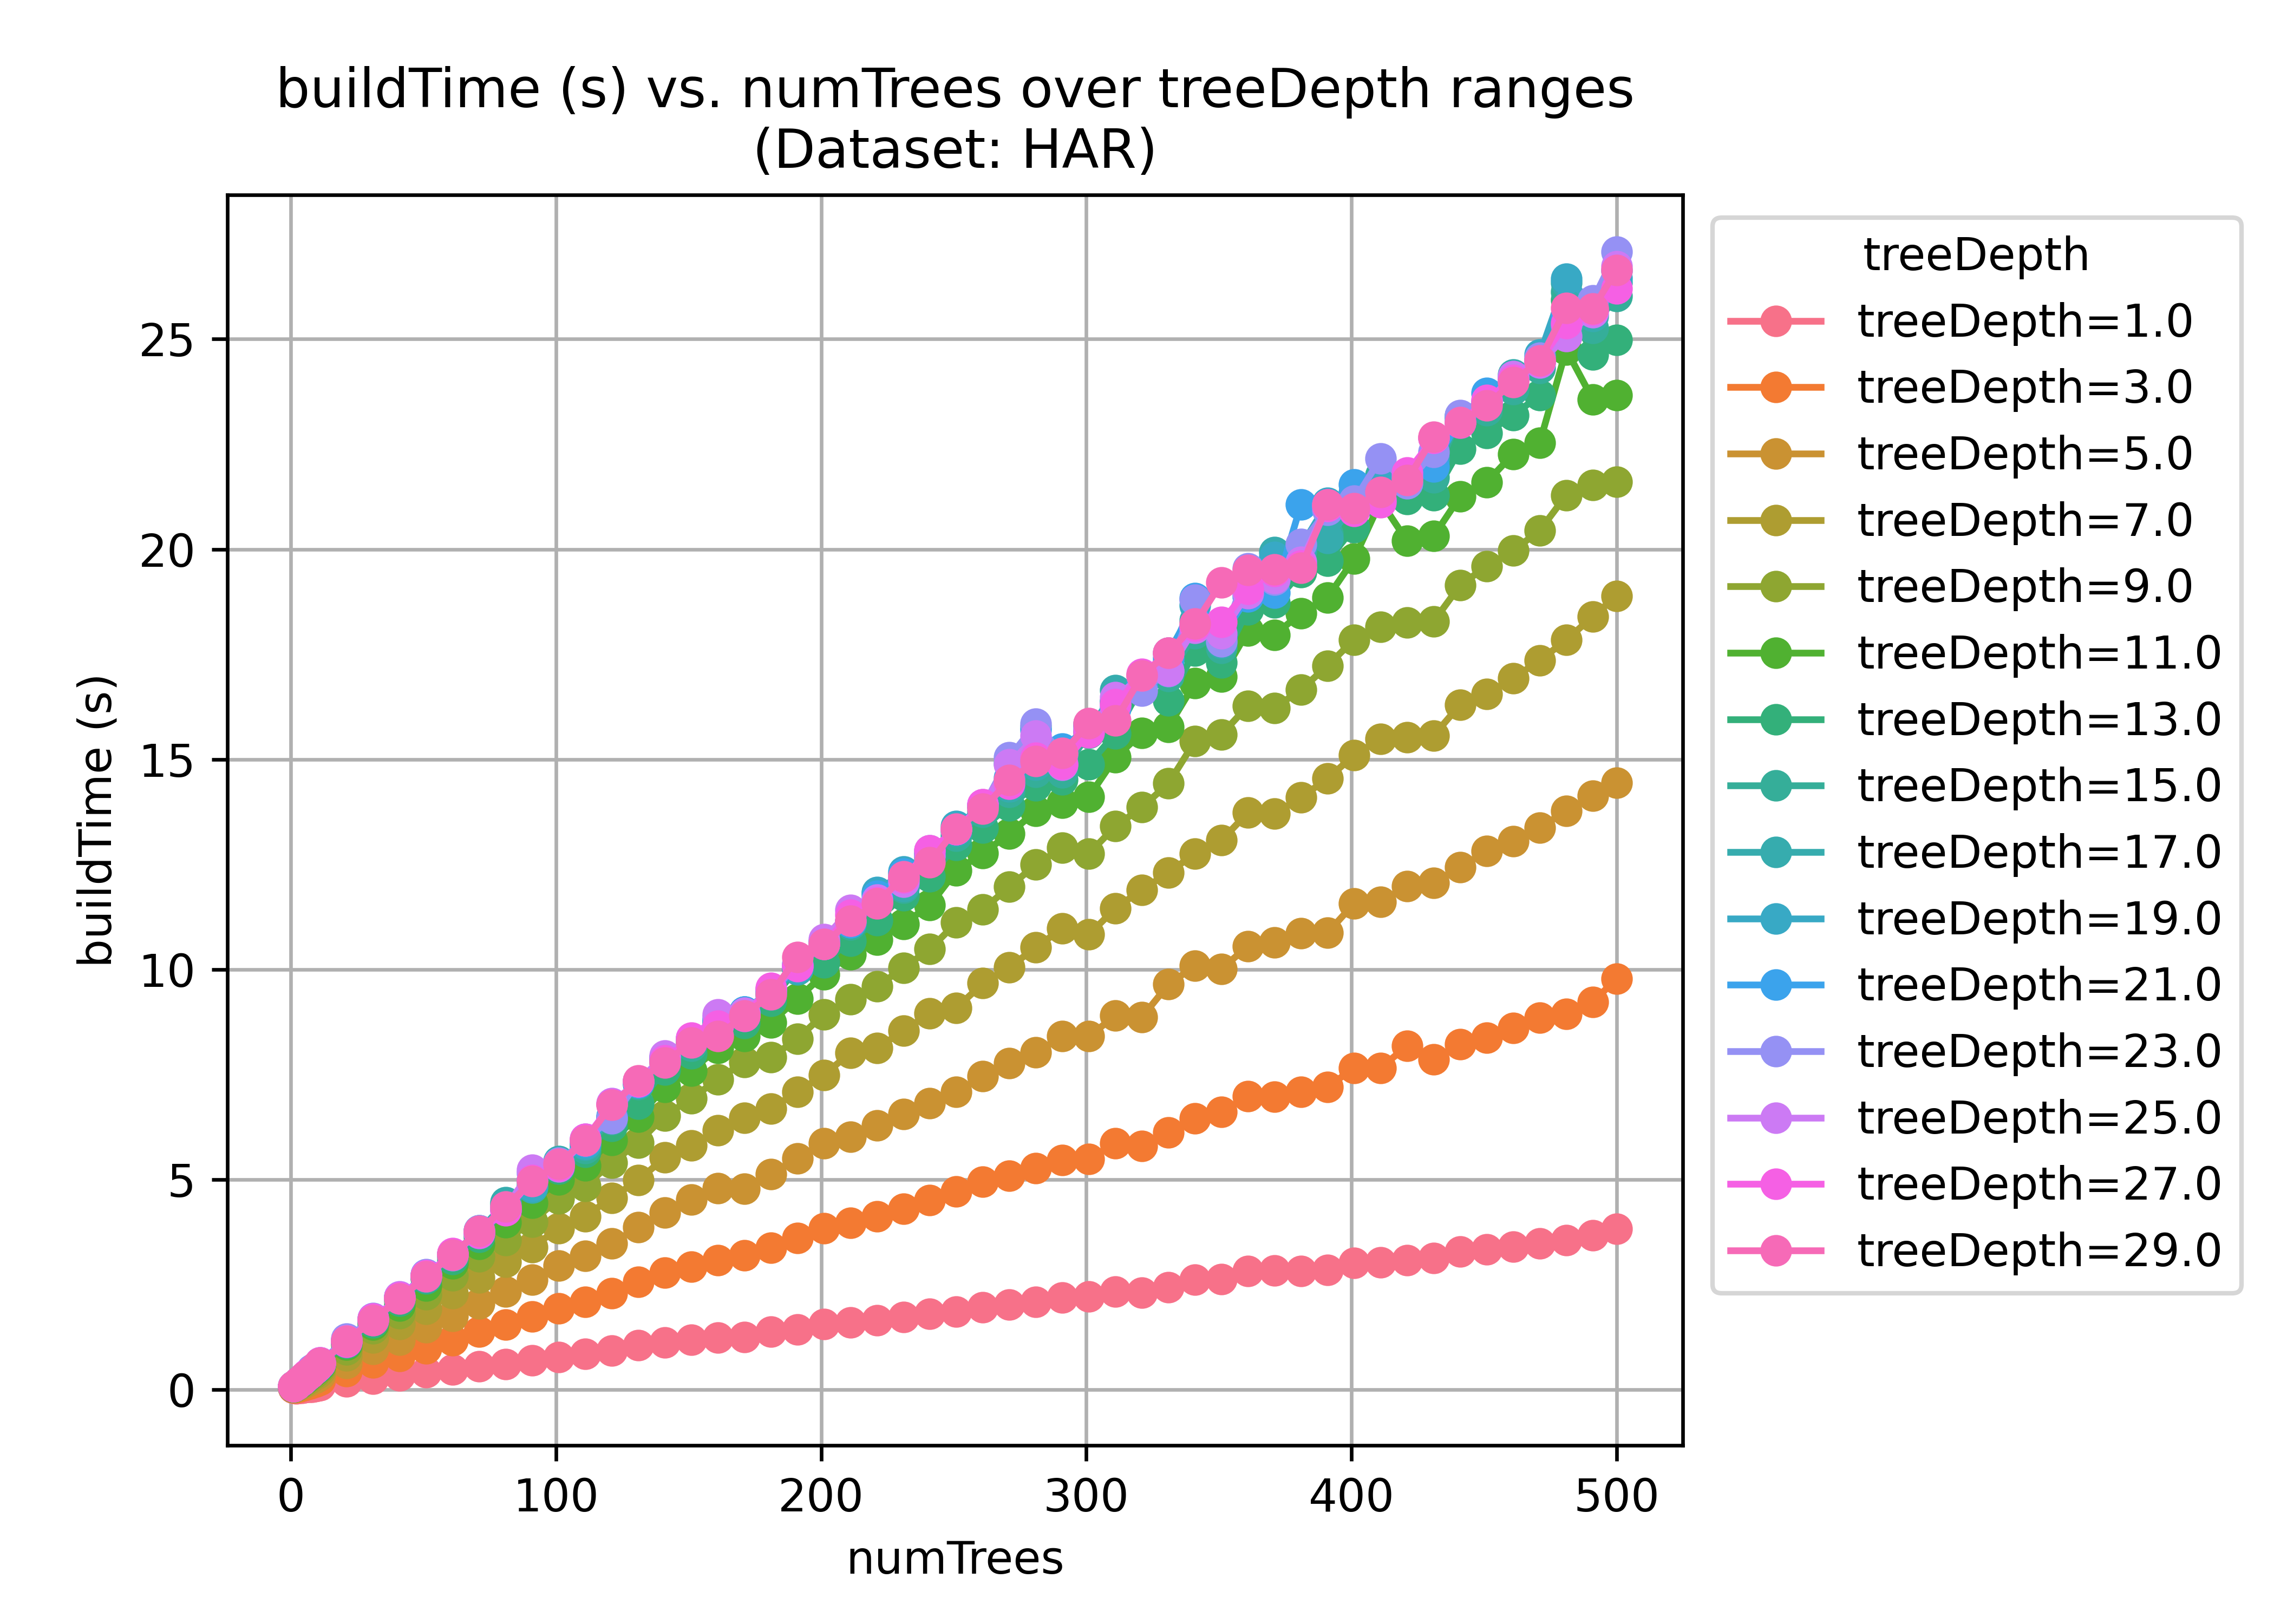 buildTime (s) vs. numTrees over treeDepth ranges
(Dataset: HAR)
buildTime (s)
25
20
15
10
5
0
0 100 200 300 400 500
numTrees
treeDepth
treeDepth=1.0
treeDepth=3.0
treeDepth=5.0
treeDepth=7.0
treeDepth=9.0
treeDepth=11.0
treeDepth=13.0
treeDepth=15.0
treeDepth=17.0
treeDepth=19.0
treeDepth=21.0
treeDepth=23.0
treeDepth=25.0
treeDepth=27.0
treeDepth=29.0